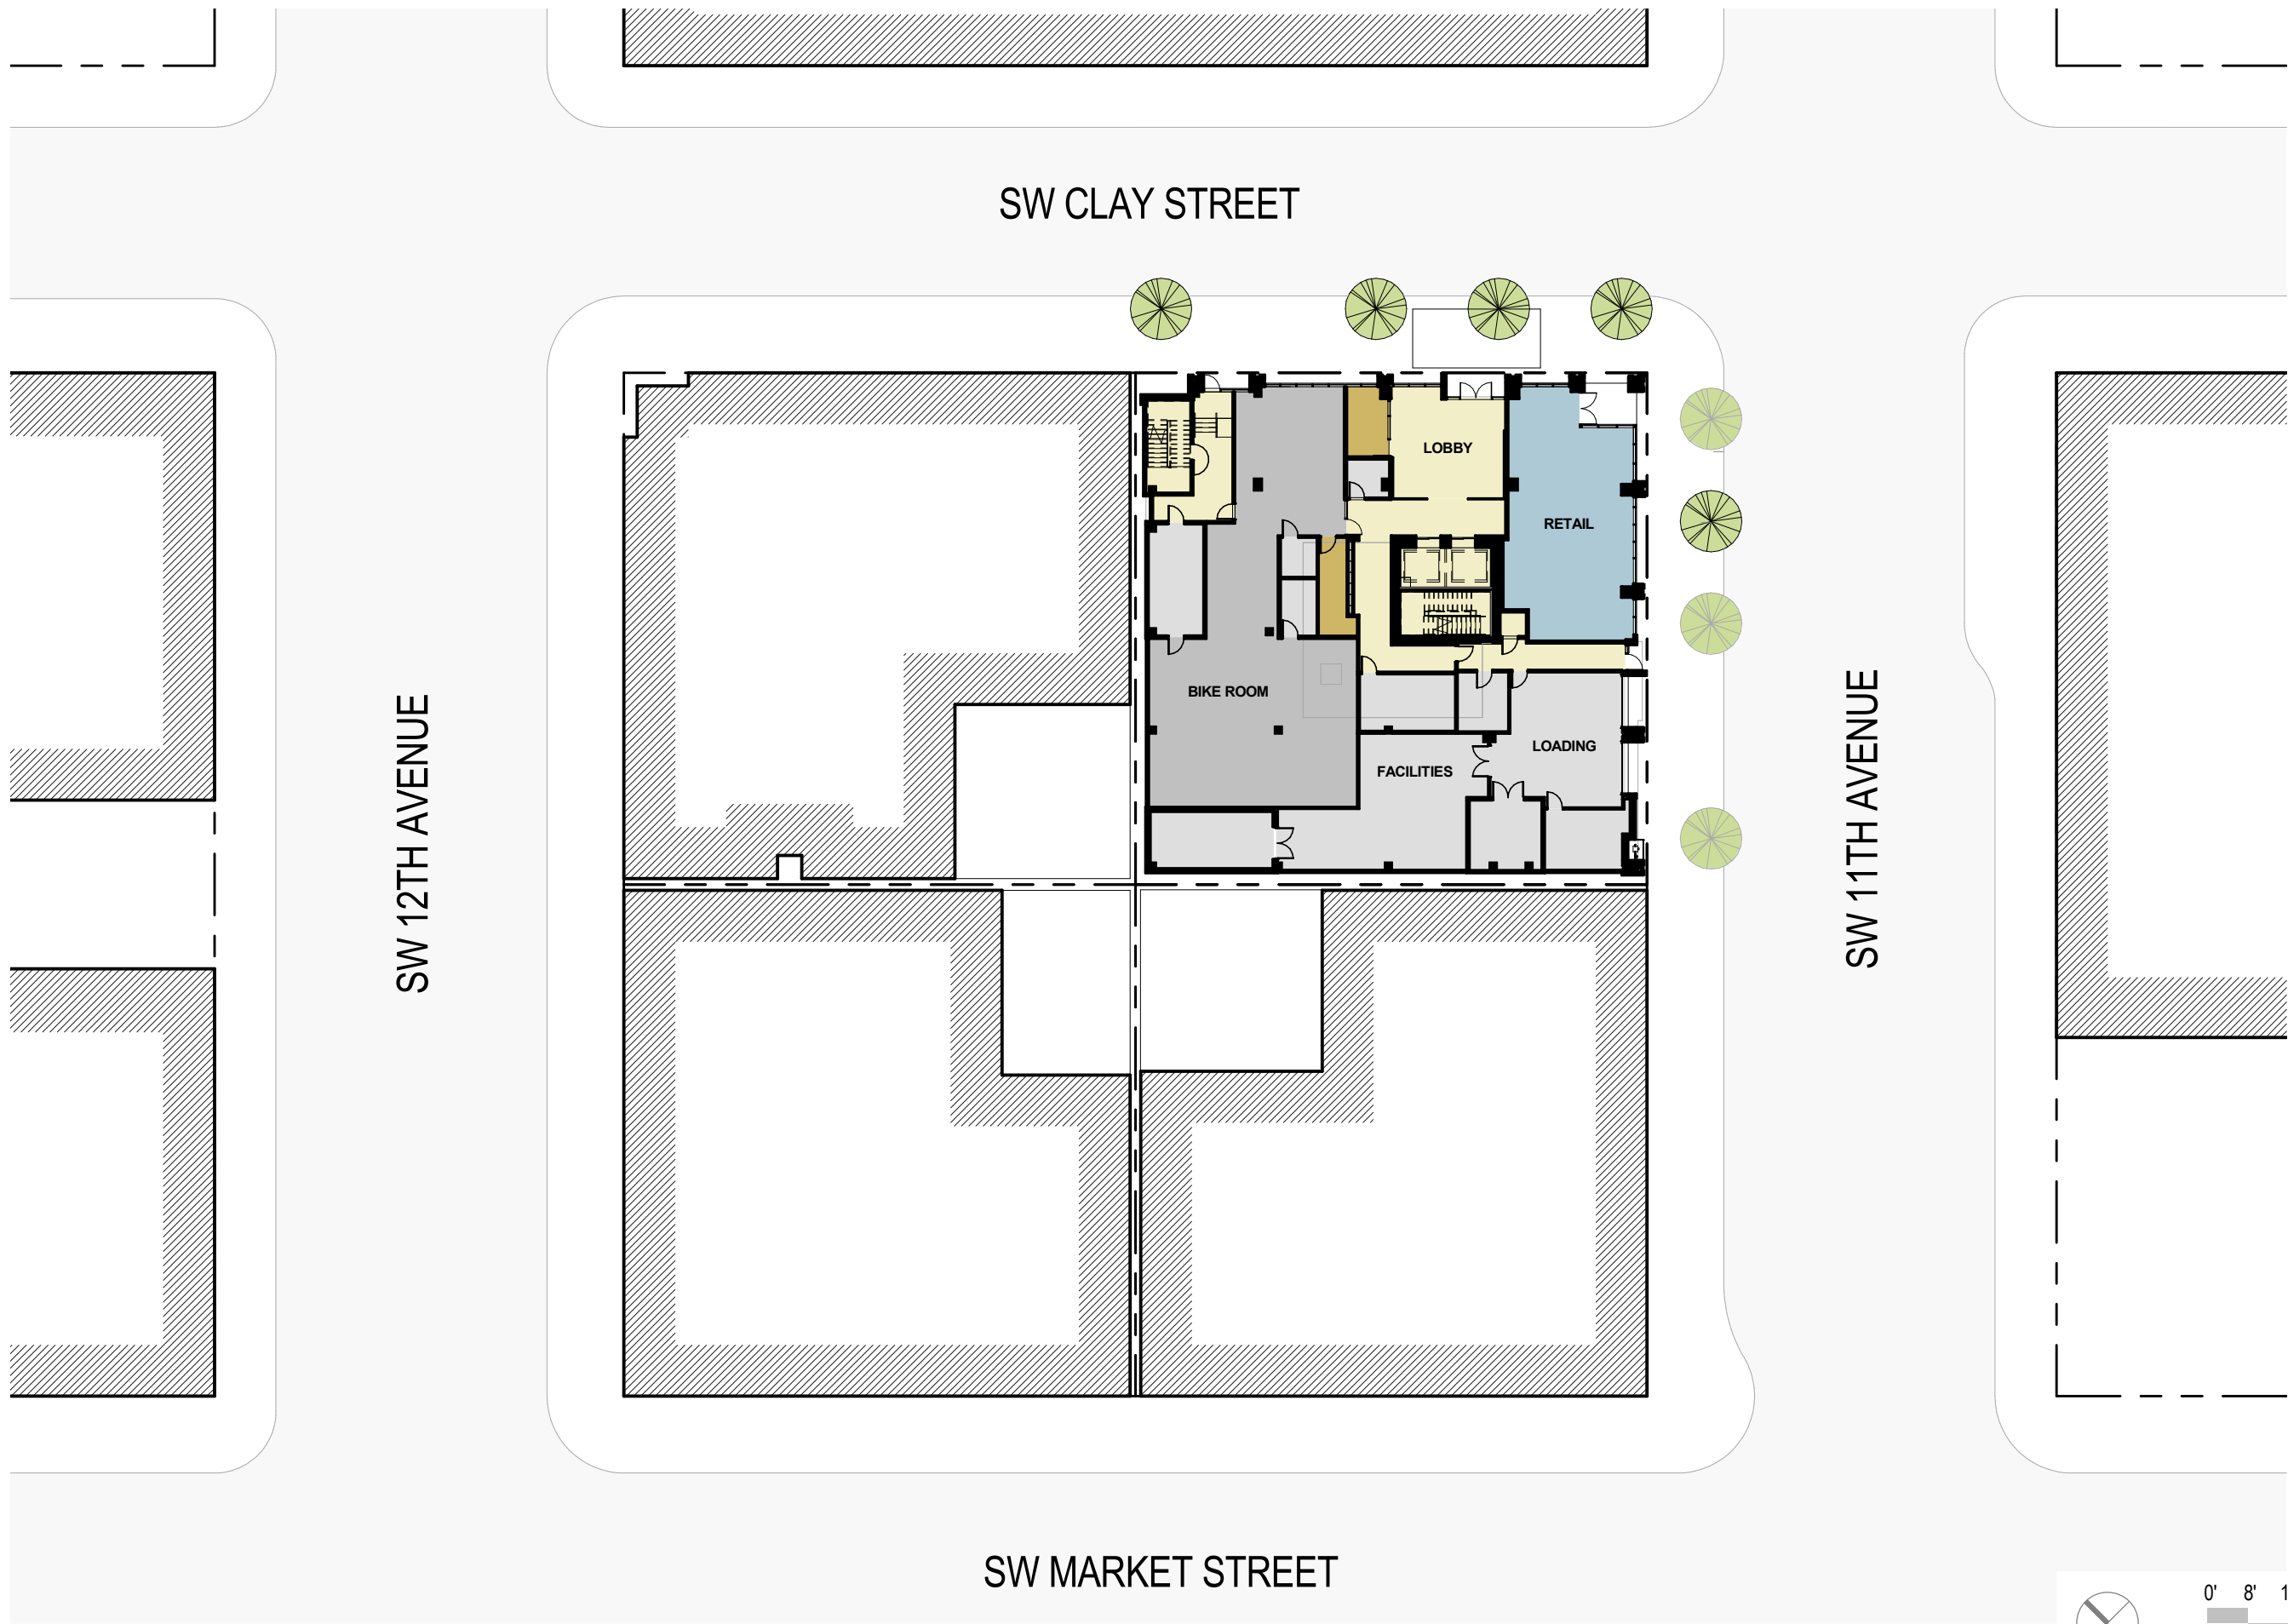 SW CLAY STREET
LOBBY
RETAIL
BIKE ROOM
LOADING
FACILITIES
SW 12TH AVENUE
SW 11TH AVENUE
SW MARKET STREET
0' 8'